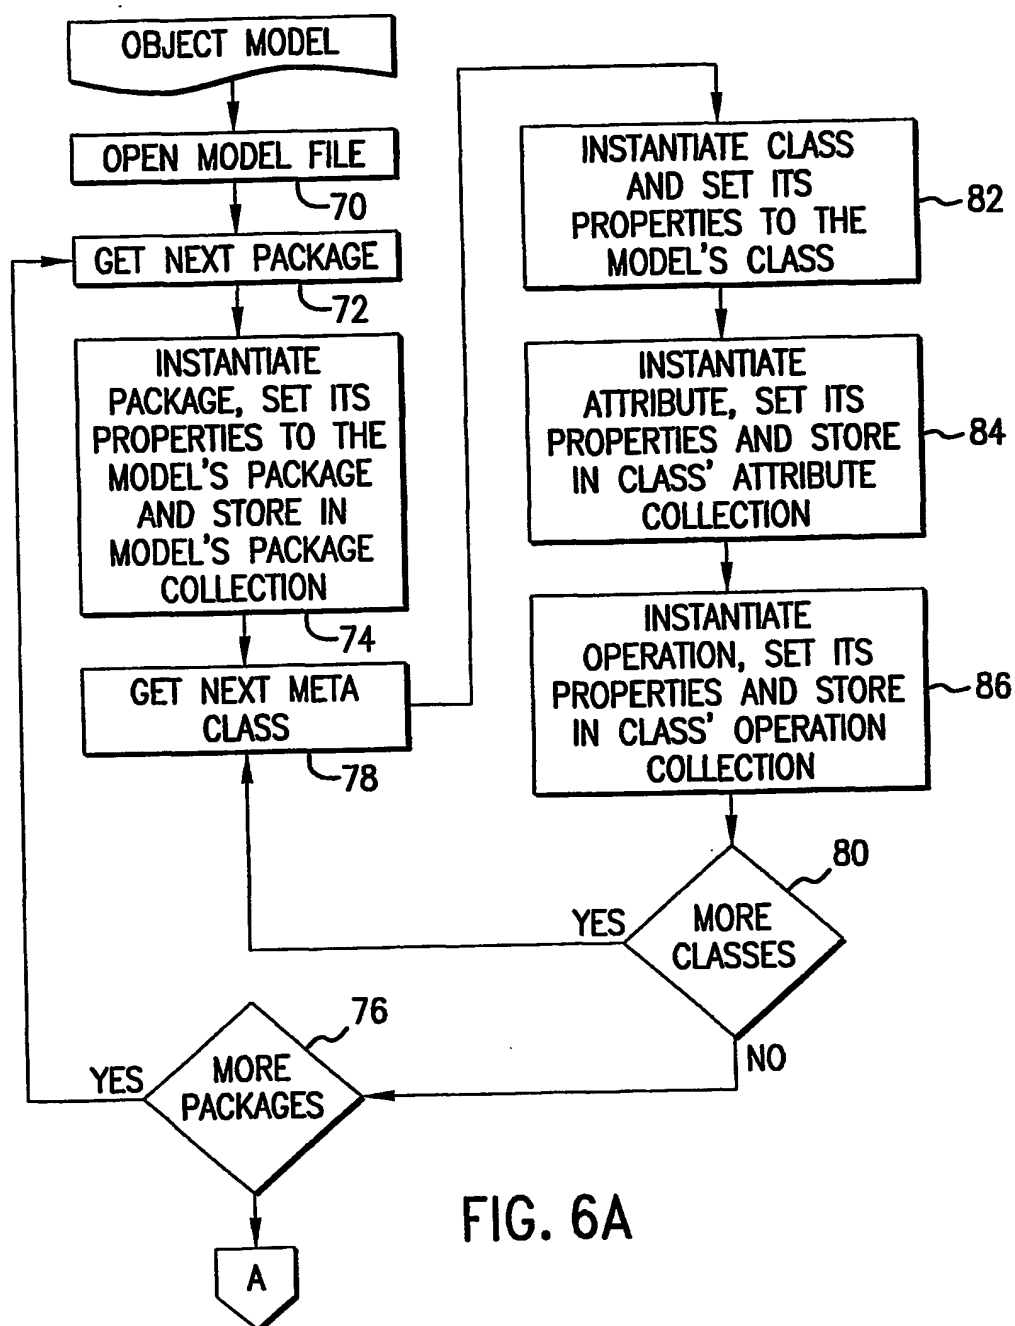 OBJECT MODEL
OPEN MODEL FILE
70
GET NEXT PACKAGE
72
INSTANTIATE
PACKAGE, SET ITS
PROPERTIES TO THE
MODEL'S PACKAGE
AND STORE IN
MODEL'S PACKAGE
COLLECTION
74
GET NEXT META
CLASS
78
INSTANTIATE CLASS
AND SET ITS
PROPERTIES TO THE
MODEL'S CLASS
82
INSTANTIATE
ATTRIBUTE, SET ITS
PROPERTIES AND STORE
IN CLASS' ATTRIBUTE
COLLECTION
84
INSTANTIATE
OPERATION, SET ITS
PROPERTIES AND STORE
IN CLASS' OPERATION
COLLECTION
86
80
MORE
CLASSES
YES
NO
76
MORE
PACKAGES
YES
A
FIG. 6A